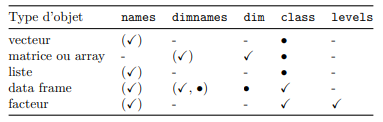 Type d'objet names dimnames dim class levels
vecteur (✓) - - • -
matrice ou array - (✓) ✓ • -
liste (✓) - - • -
data frame (✓) (✓, •) • ✓ -
facteur (✓) - - ✓ ✓